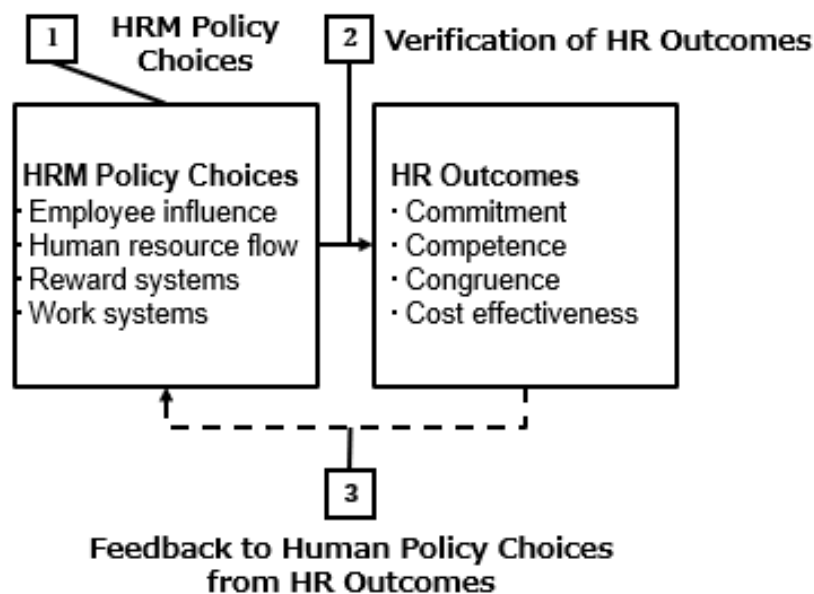 1
HRM Policy
Choices
2
Verification of HR Outcomes
HRM Policy Choices
· Employee influence
· Human resource flow
· Reward systems
· Work systems
HR Outcomes
· Commitment
· Competence
· Congruence
· Cost effectiveness
3
Feedback to Human Policy Choices
from HR Outcomes